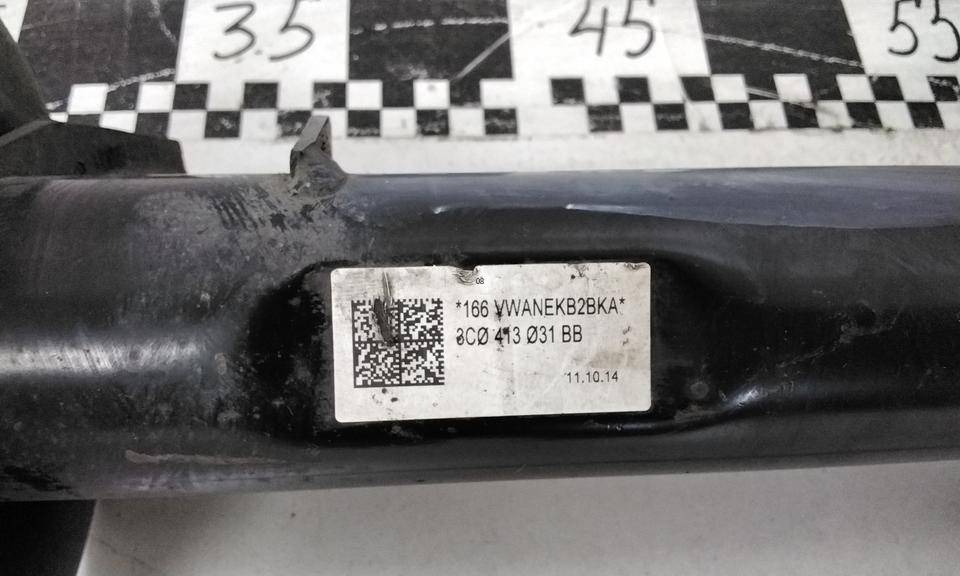 35
45
55
08
*166 VWANEKB2BKA*
3CØ 413 Ø31 BB
11.10.14